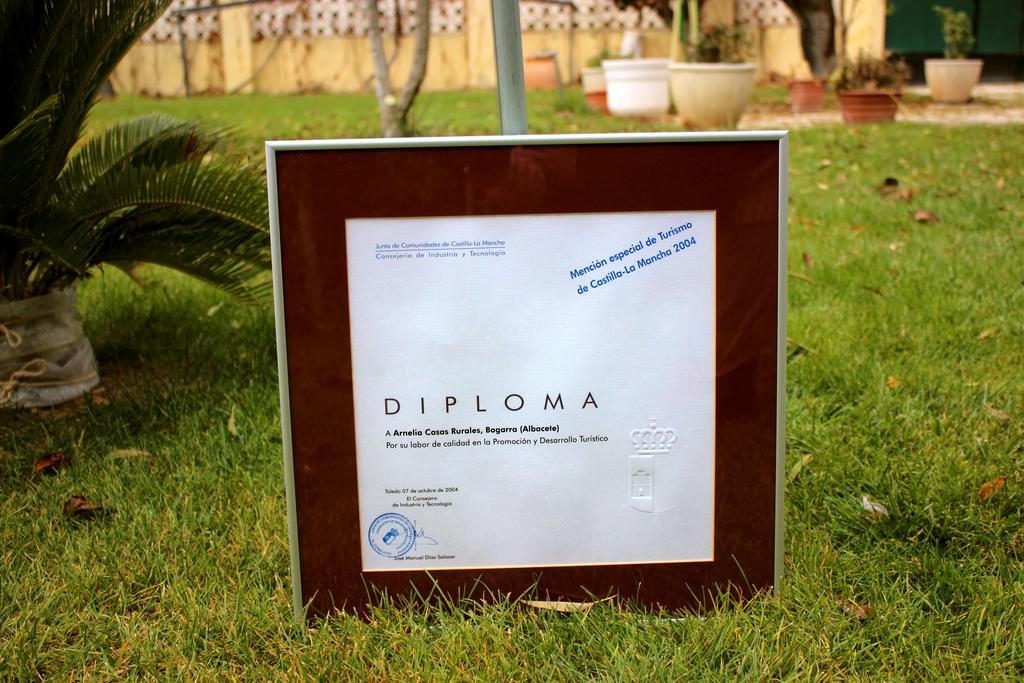 Junta de Comunidades de Castilla-La Mancha
Consejería de Industria y Tecnología
Mención especial de Turismo
de Castilla-La Mancha 2004
DIPLOMA
A Arnelia Casas Rurales, Bogarra (Albacete)
Por su labor de calidad en la Promoción y Desarrollo Turístico
Toledo 07 de octubre de 2004
El Consejero
de Industria y Tecnología
José Manuel Díaz-Salazar